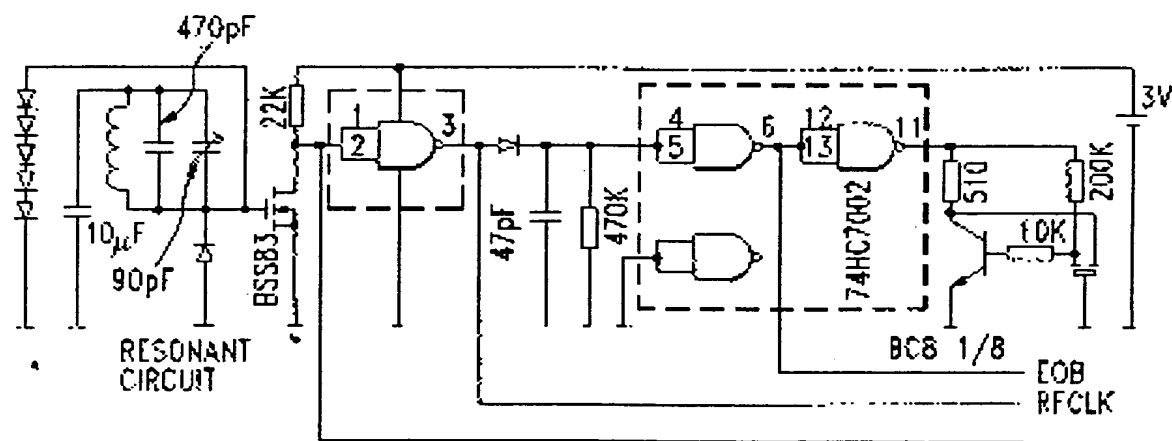 470pF
22K
1
2
3
4
5
6
12
13
11
3V
10µF
90pF
BSS83
47pF
470K
74HC7002
510
200K
10K
RESONANT
CIRCUIT
BC8 1/8
EOB
RFCLK